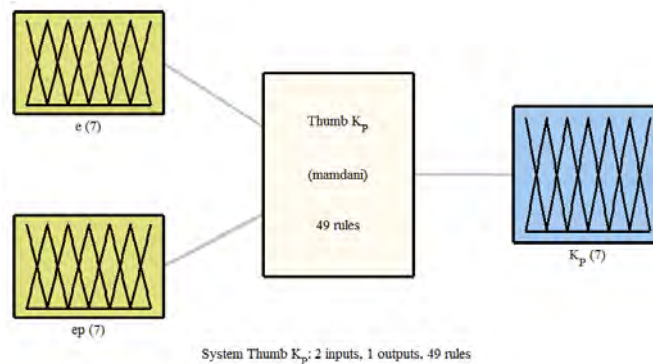 e (7)
Thumb K_P
(mamdani)
49 rules
ep (7)
K_P (7)
System Thumb K_P: 2 inputs, 1 outputs, 49 rules